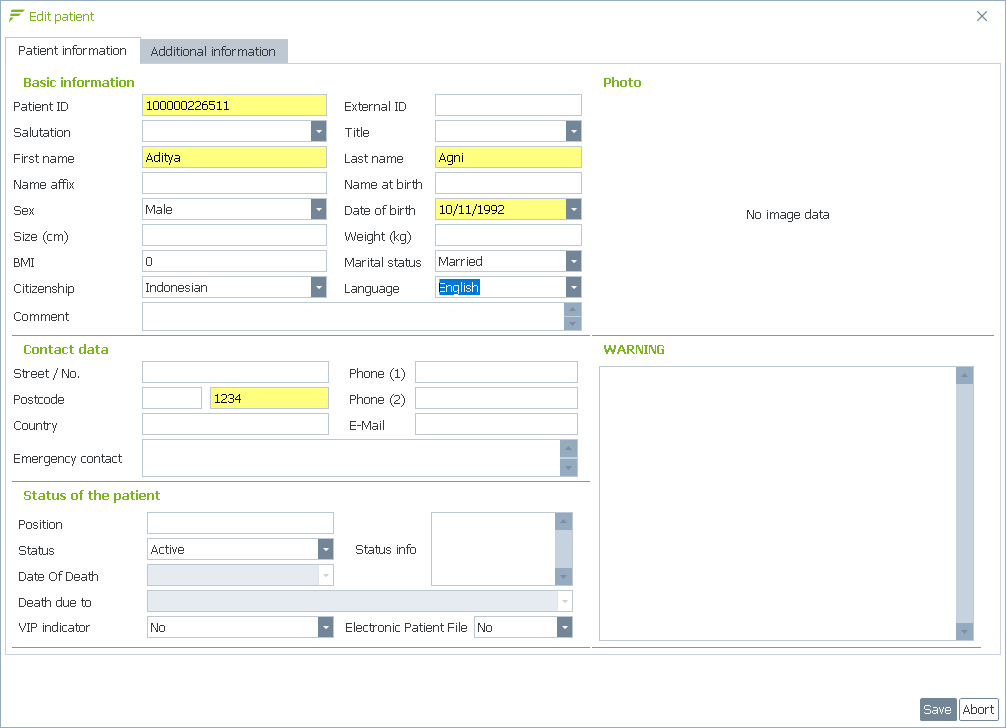 Edit patient
Patient information Additional information
Basic information Photo
Patient ID 100000226511 External ID
Salutation Title
First name Aditya Last name Agni
Name affix Name at birth
Sex Male Date of birth 10/11/1992
No image data
Size (cm) Weight (kg)
BMI 0 Marital status Married
Citizenship Indonesian Language English
Comment
Contact data WARNING
Street / No. Phone (1)
Postcode 1234 Phone (2)
Country E-Mail
Emergency contact
Status of the patient
Position
Status Active Status info
Date Of Death
Death due to
VIP indicator No Electronic Patient File No
Save Abort